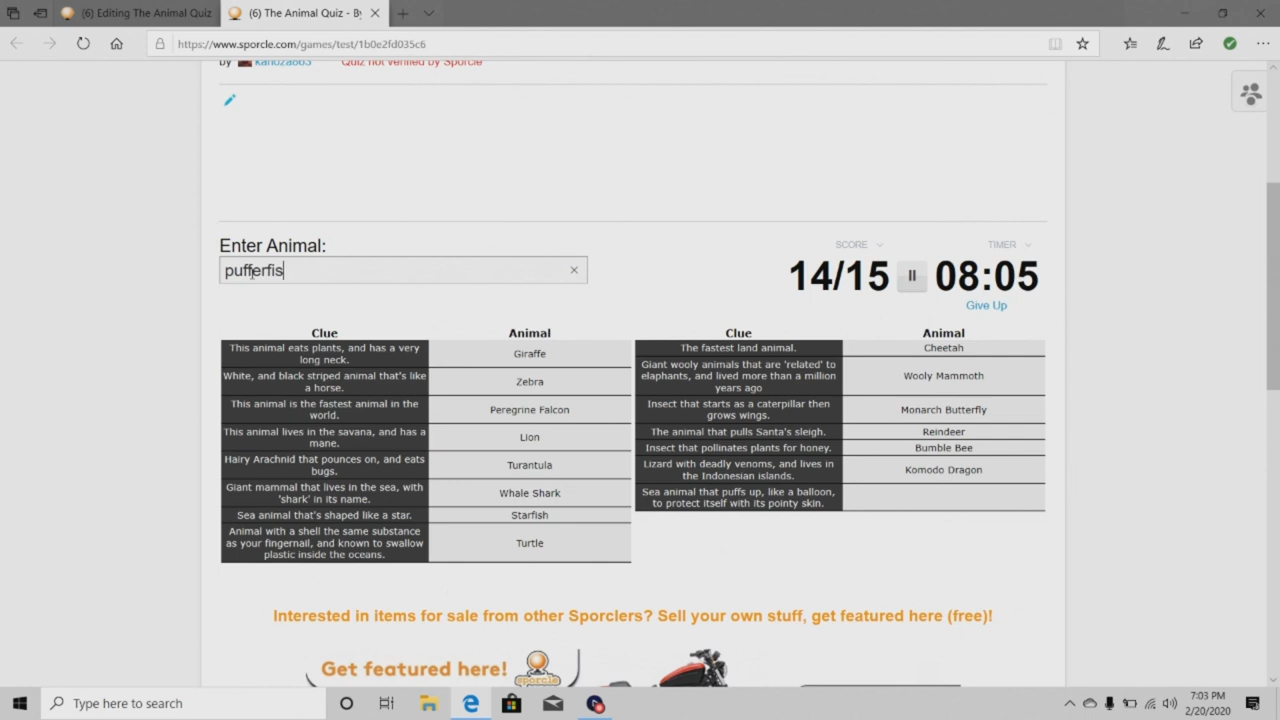 (6) Editing The Animal Quiz
(6) The Animal Quiz - By
https://www.sporcle.com/games/test/1b0e2fd035c6
by kanoza863 Quiz not verified by Sporcle
Enter Animal:
pufferfis
SCORE
TIMER
14/15
08:05
Give Up
Clue Animal
This animal eats plants, and has a very
long neck.
Giraffe
White, and black striped animal that's like
a horse.
Zebra
This animal is the fastest animal in the
world.
Peregrine Falcon
This animal lives in the savana, and has a
mane.
Lion
Hairy Arachnid that pounces on, and eats
bugs.
Turantula
Giant mammal that lives in the sea, with
'shark' in its name.
Whale Shark
Sea animal that's shaped like a star.
Starfish
Animal with a shell the same substance
as your fingernail, and known to swallow
plastic inside the oceans.
Turtle
Clue Animal
The fastest land animal.
Cheetah
Giant wooly animals that are 'related' to
elaphants, and lived more than a million
years ago
Wooly Mammoth
Insect that starts as a caterpillar then
grows wings.
Monarch Butterfly
The animal that pulls Santa's sleigh.
Reindeer
Insect that pollinates plants for honey.
Bumble Bee
Lizard with deadly venoms, and lives in
the Indonesian islands.
Komodo Dragon
Sea animal that puffs up, like a balloon,
to protect itself with its pointy skin.
Interested in items for sale from other Sporclers? Sell your own stuff, get featured here (free)!
Get featured here!
sporcle
Type here to search
7:03 PM
2/20/2020